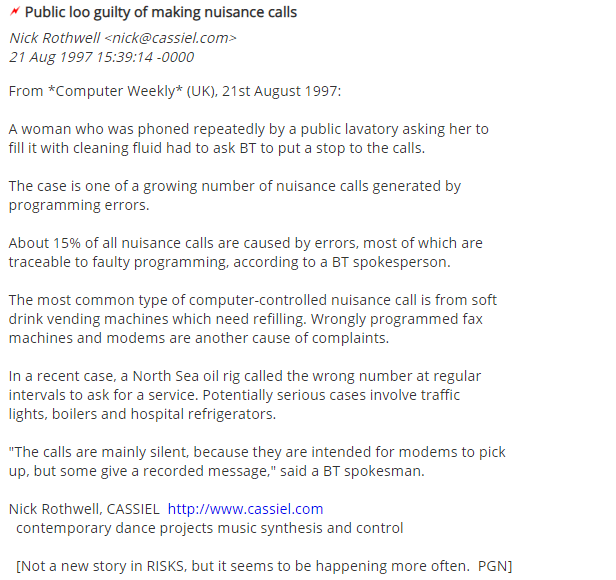 Public loo guilty of making nuisance calls
Nick Rothwell <nick@cassiel.com>
21 Aug 1997 15:39:14 -0000
From *Computer Weekly* (UK), 21st August 1997:
A woman who was phoned repeatedly by a public lavatory asking her to
fill it with cleaning fluid had to ask BT to put a stop to the calls.
The case is one of a growing number of nuisance calls generated by
programming errors.
About 15% of all nuisance calls are caused by errors, most of which are
traceable to faulty programming, according to a BT spokesperson.
The most common type of computer-controlled nuisance call is from soft
drink vending machines which need refilling. Wrongly programmed fax
machines and modems are another cause of complaints.
In a recent case, a North Sea oil rig called the wrong number at regular
intervals to ask for a service. Potentially serious cases involve traffic
lights, boilers and hospital refrigerators.
"The calls are mainly silent, because they are intended for modems to pick
up, but some give a recorded message," said a BT spokesman.
Nick Rothwell, CASSIEL  http://www.cassiel.com
contemporary dance projects music synthesis and control
[Not a new story in RISKS, but it seems to be happening more often.  PGN]